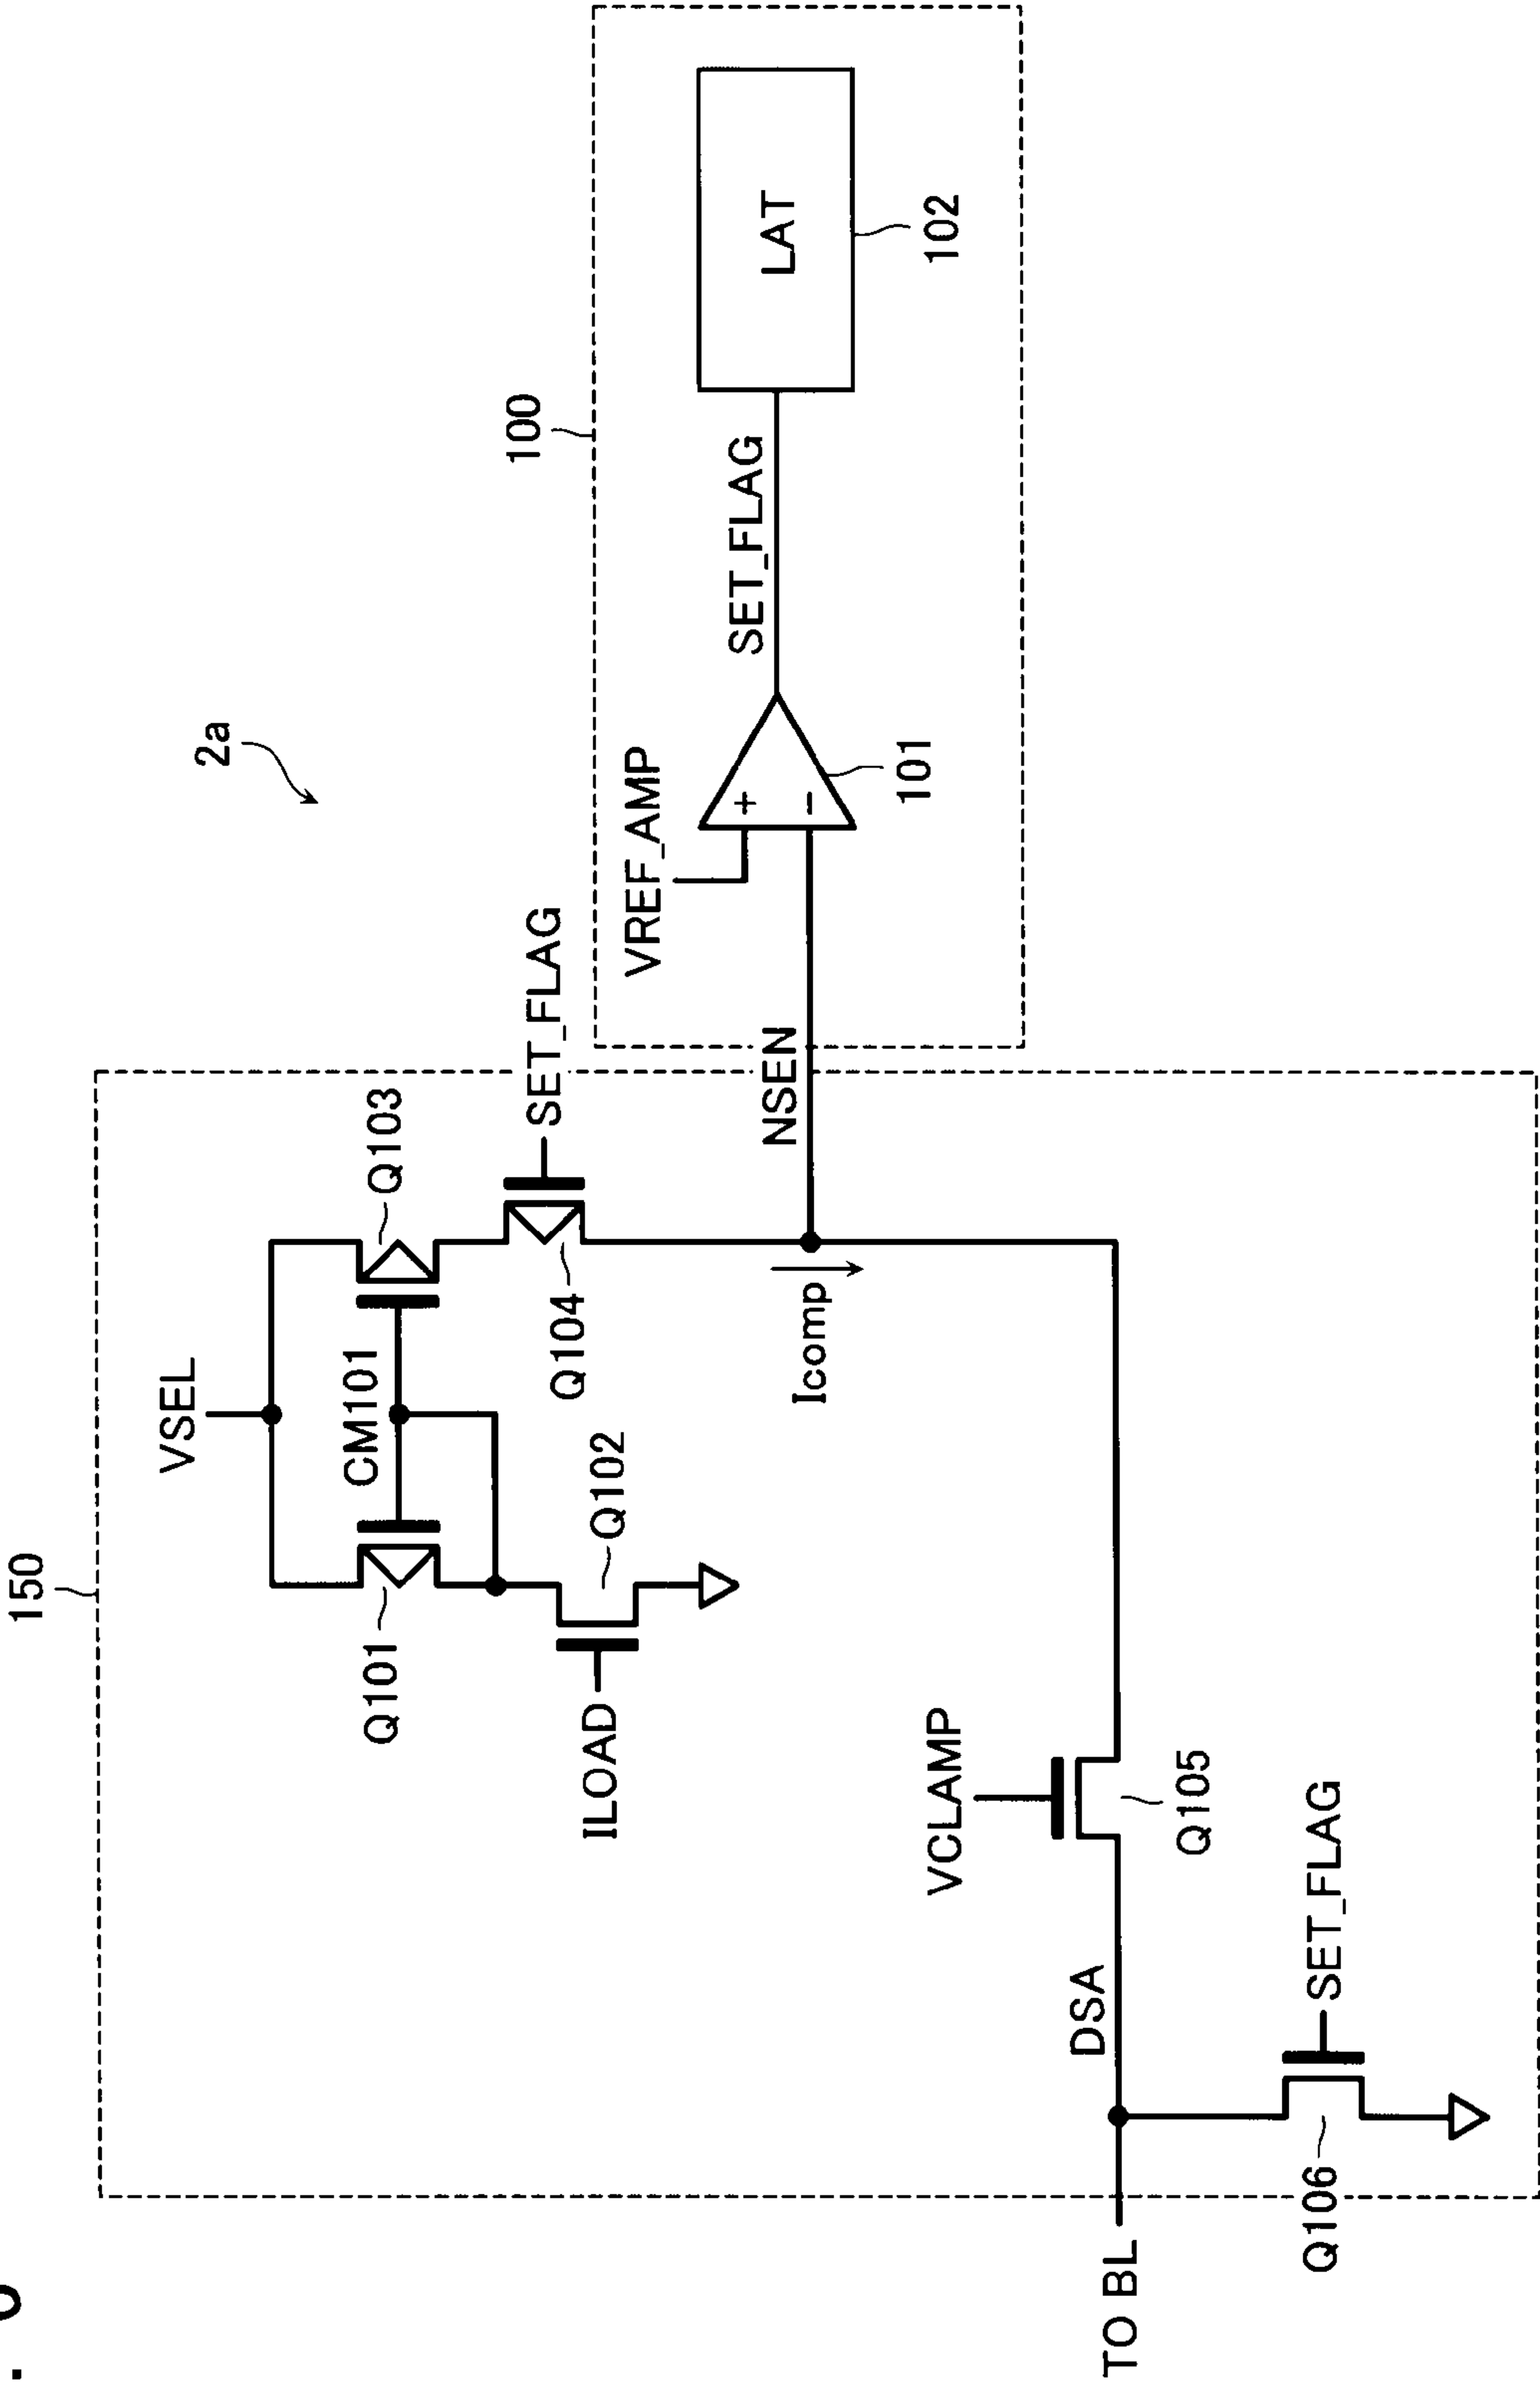 2a
150
VSEL
Q101
CM101
Q103
ILOAD
Q102
Q104
SET_FLAG
Icomp
NSEN
100
VREF_AMP
+
-
101
SET_FLAG
LAT
102
VCLAMP
Q105
DSA
TO BL
Q106
SET_FLAG